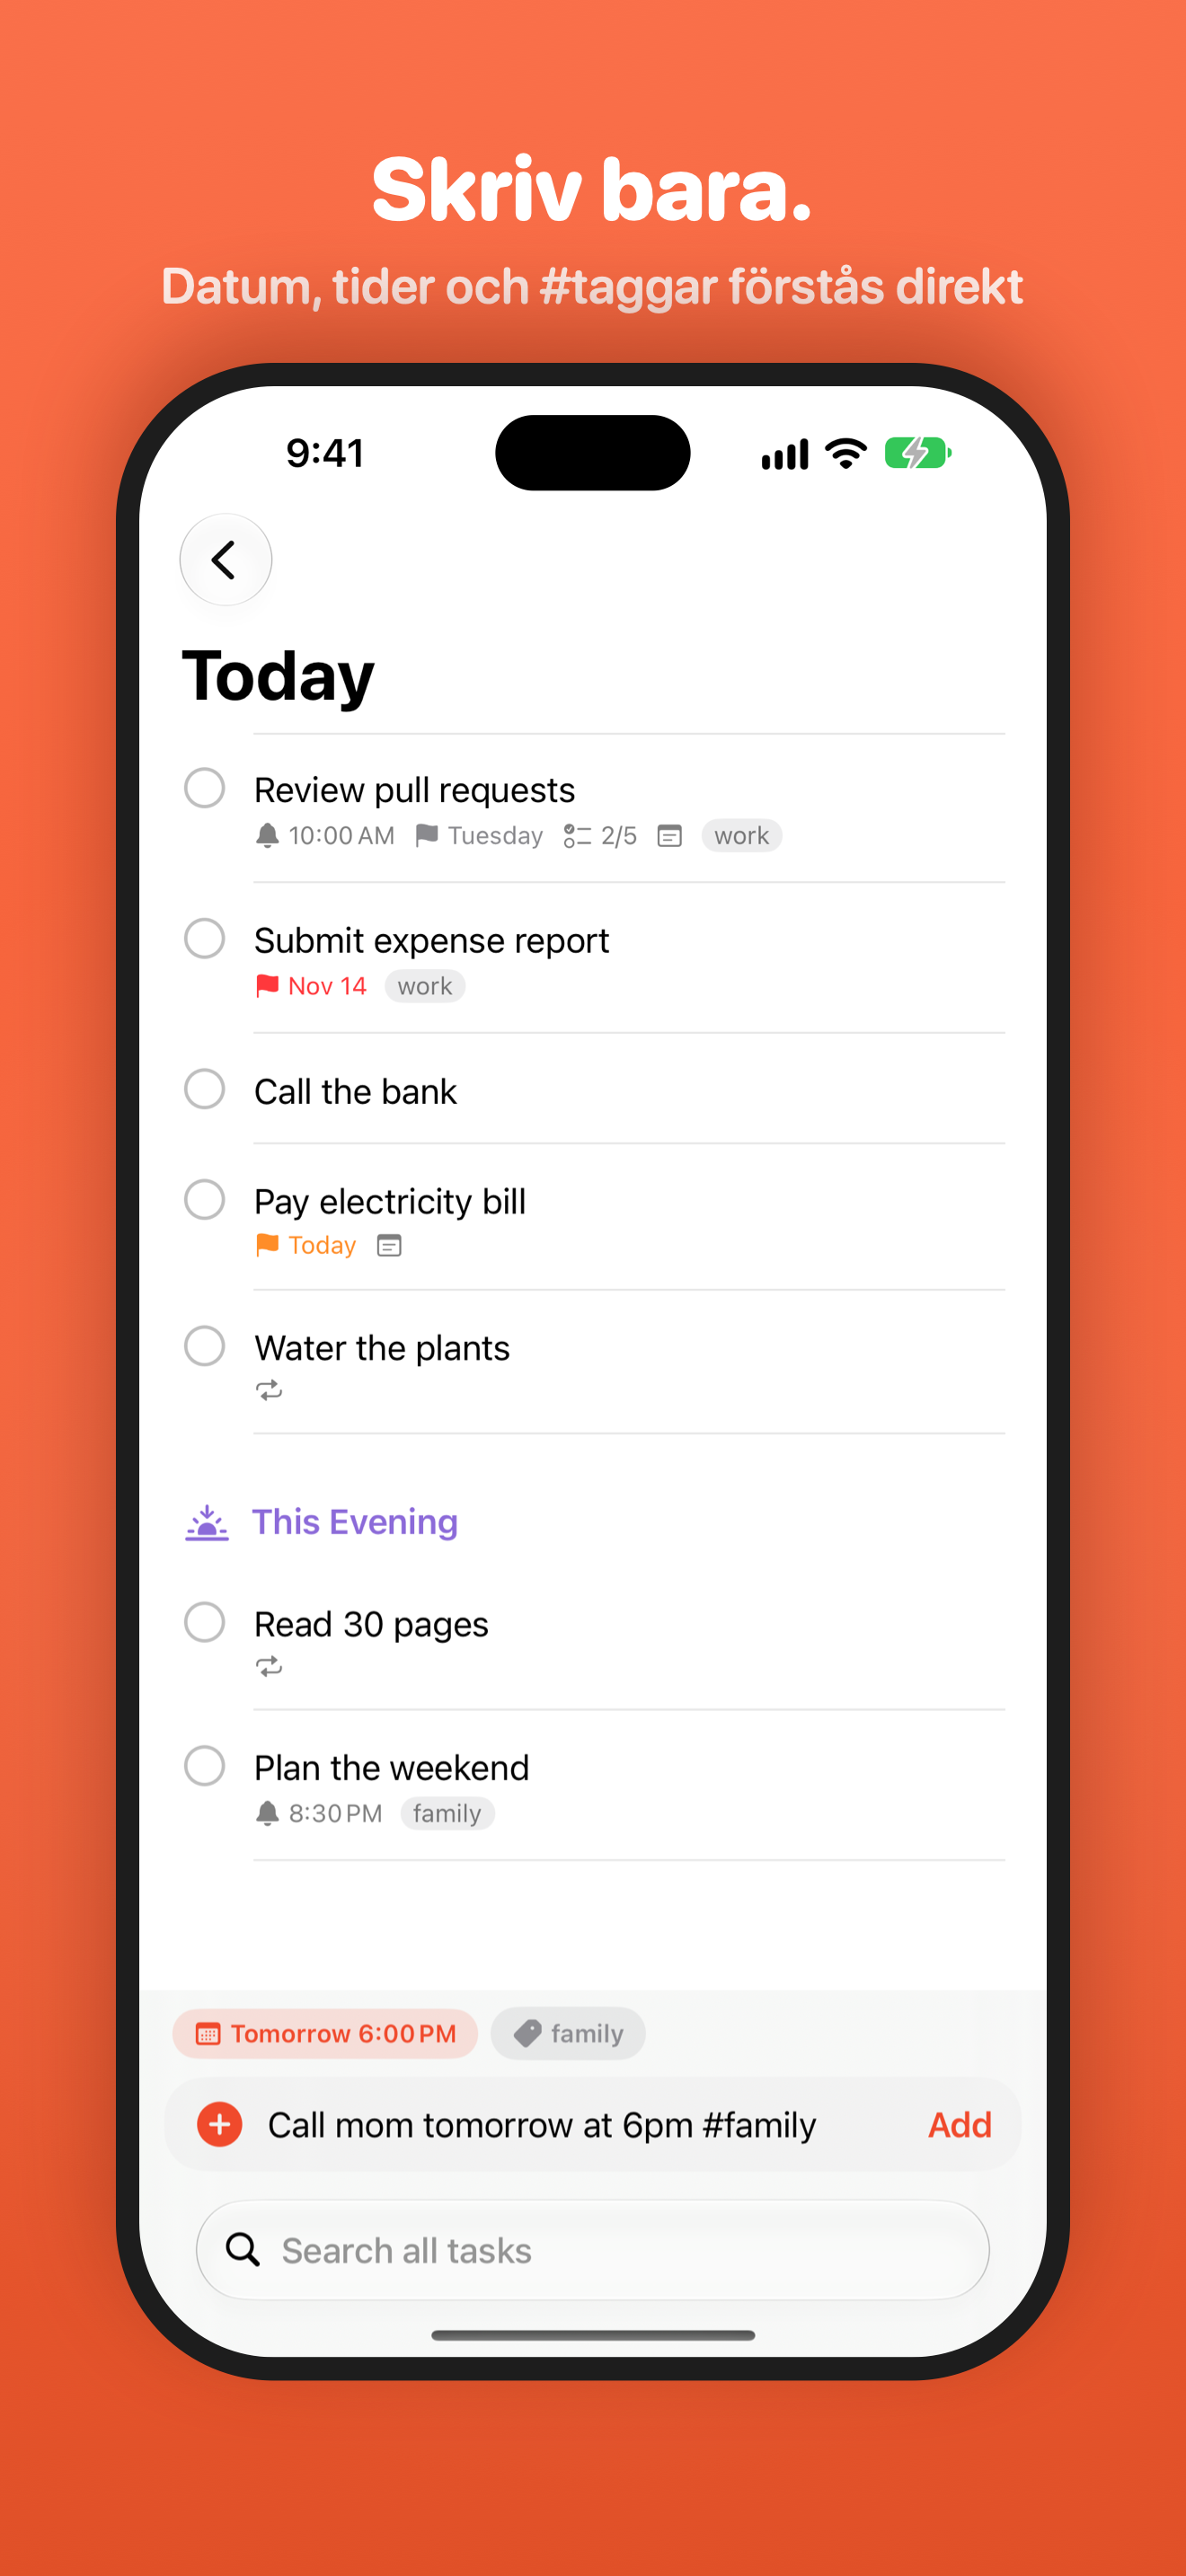 Skriv bara.
Datum, tider och #taggar förstås direkt
9:41
Today
Review pull requests
10:00 AM Tuesday 2/5 work
Submit expense report
Nov 14 work
Call the bank
Pay electricity bill
Today
Water the plants
This Evening
Read 30 pages
Plan the weekend
8:30 PM family
Tomorrow 6:00 PM family
Call mom tomorrow at 6pm #family Add
Search all tasks